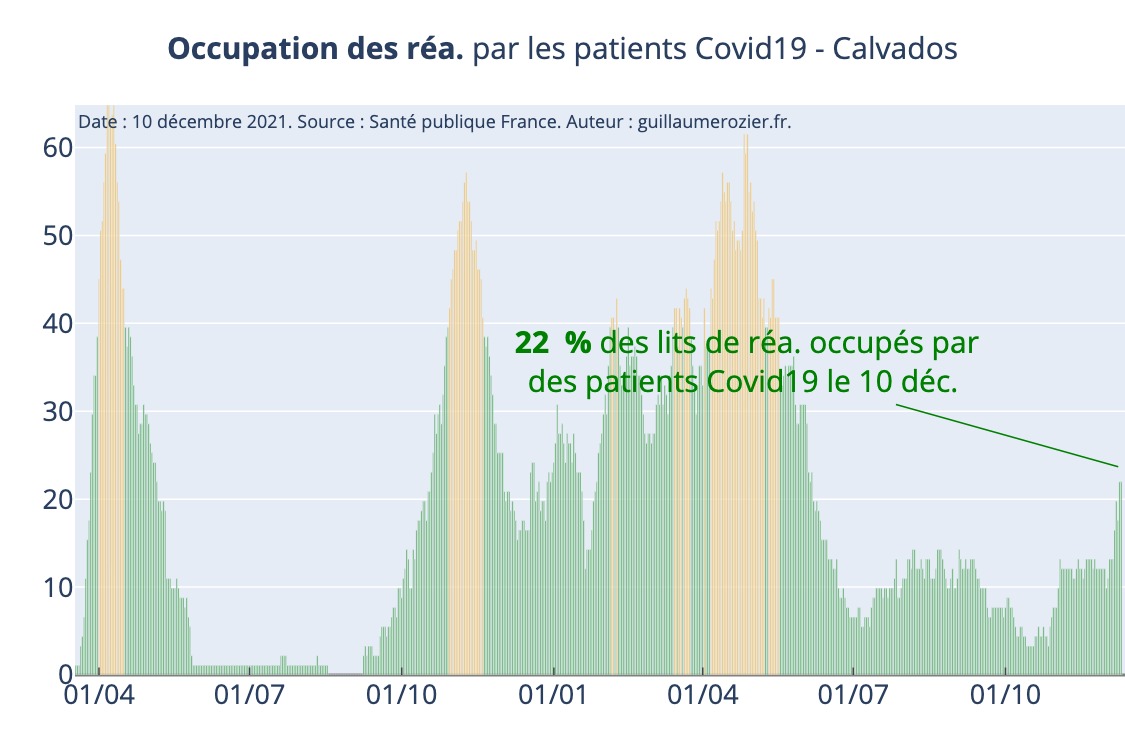 Occupation des réa. par les patients Covid19 - Calvados
Date : 10 décembre 2021. Source : Santé publique France. Auteur : guillaumerozier.fr.
60
50
40
22 % des lits de réa. occupés par
des patients Covid19 le 10 déc.
30
20
10
0
01/04 01/07 01/10 01/01 01/04 01/07 01/10